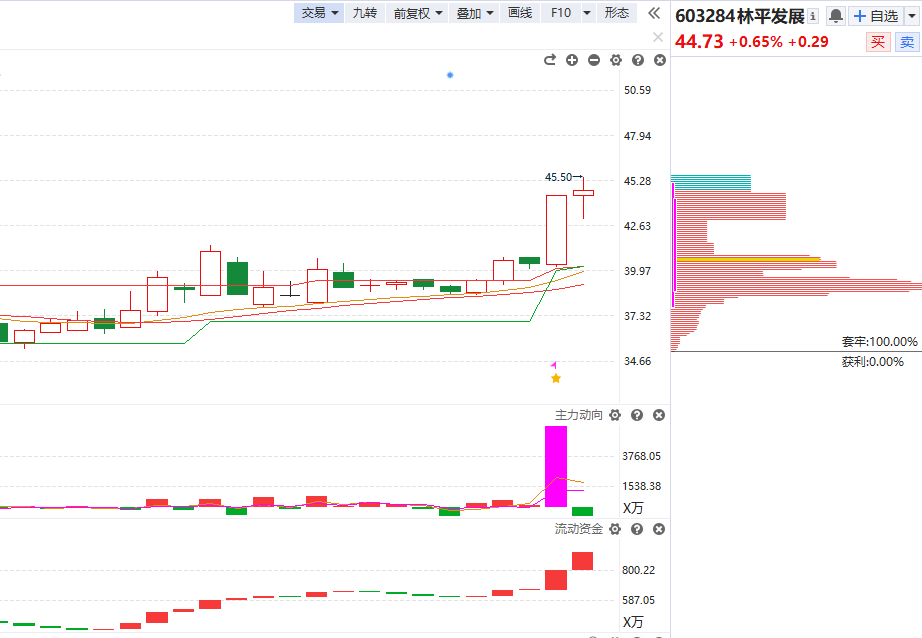 交易 九转 前复权 叠加 画线 F10 形态
603284林平发展
自选
44.73 +0.65% +0.29
买 卖
50.59
47.94
45.50
45.28
42.63
39.97
37.32
34.66
套牢:100.00%
获利:0.00%
主力动向
3768.05
1538.38
X万
流动资金
800.22
587.05
X万